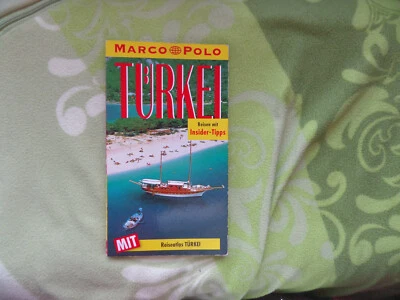 MARCO POLO
TÜRKEI
Reisen mit
Insider-Tipps
MIT
Reiseatlas TÜRKEI